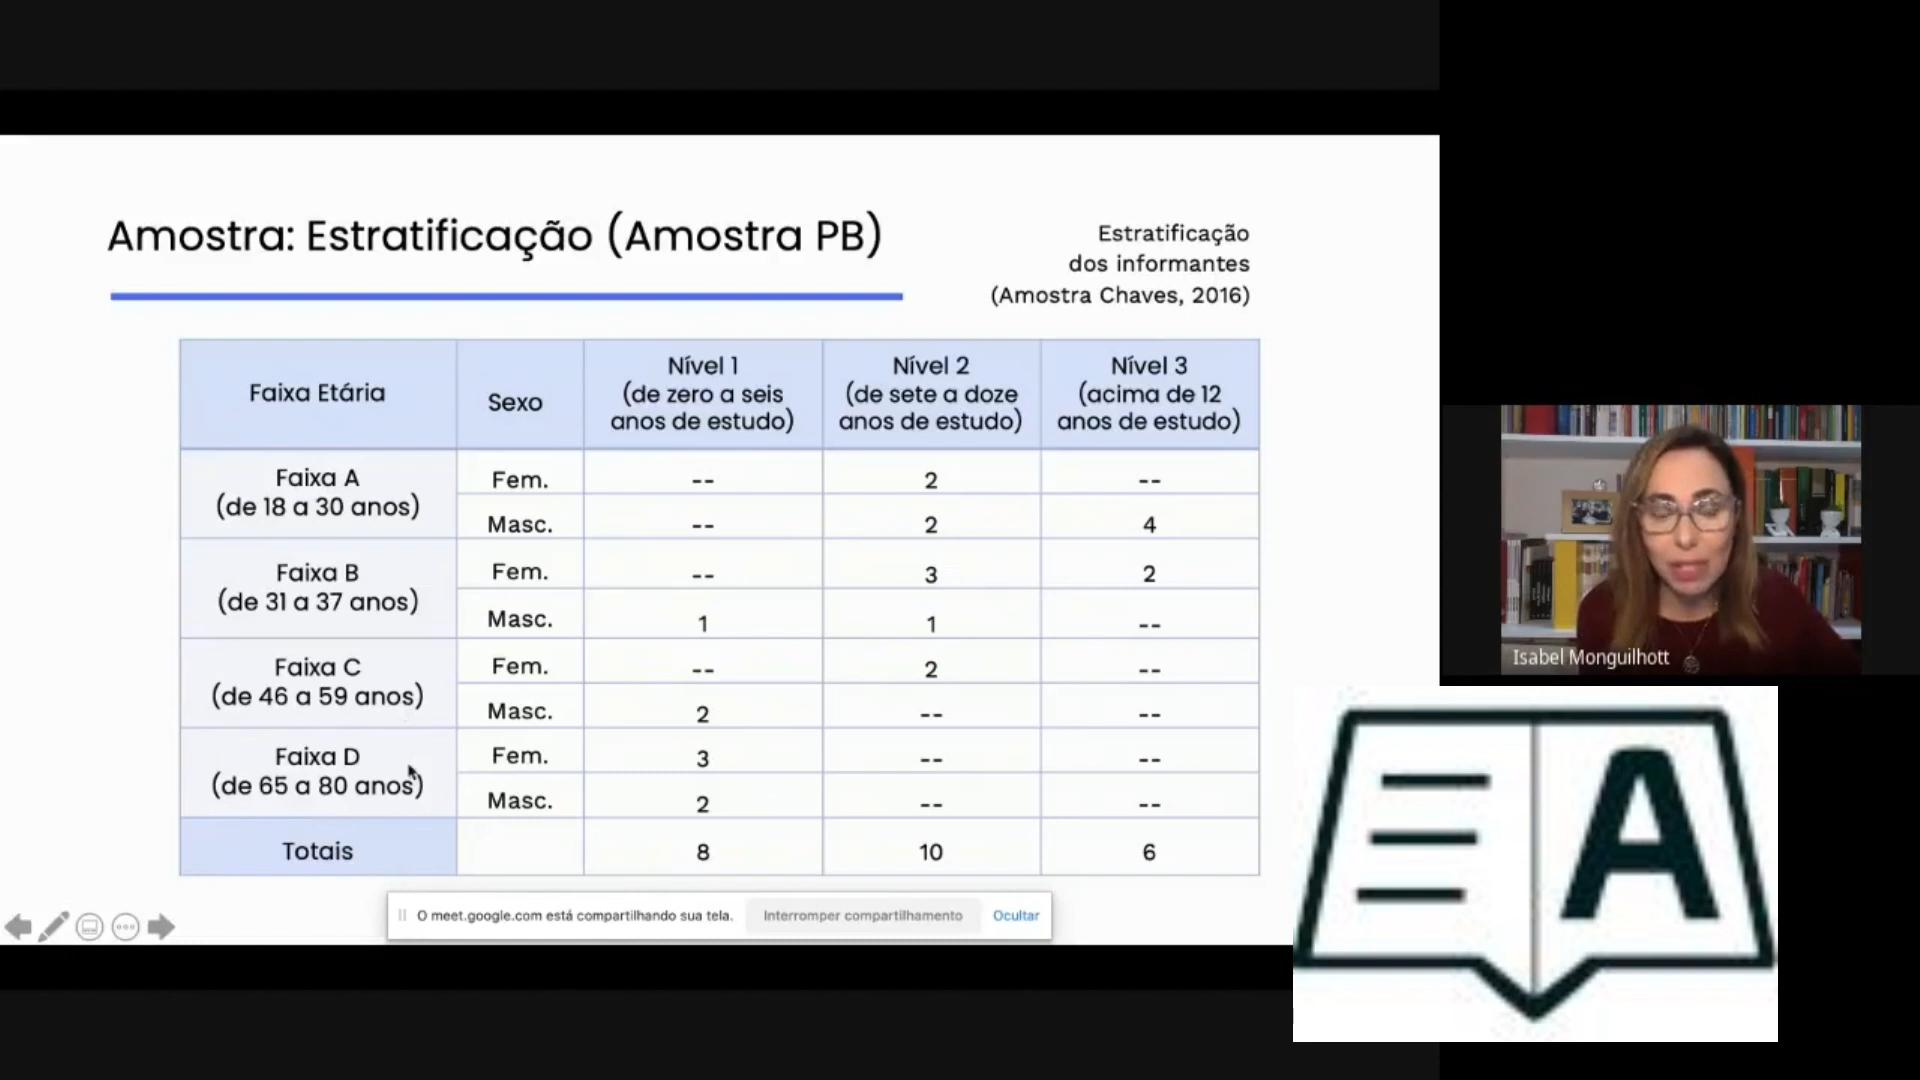 Amostra: Estratificação (Amostra PB)
Estratificação
dos informantes
(Amostra Chaves, 2016)
Faixa Etária
Sexo
Nível 1
(de zero a seis
anos de estudo)
Nível 2
(de sete a doze
anos de estudo)
Nível 3
(acima de 12
anos de estudo)
Faixa A
(de 18 a 30 anos)
Fem. -- 2 --
Masc. -- 2 4
Faixa B
(de 31 a 37 anos)
Fem. -- 3 2
Masc. 1 1 --
Faixa C
(de 46 a 59 anos)
Fem. -- 2 --
Masc. 2 -- --
Faixa D
(de 65 a 80 anos)
Fem. 3 -- --
Masc. 2 -- --
Totais 8 10 6
O meet.google.com está compartilhando sua tela. Interromper compartilhamento Ocultar
Isabel Monguilhott
A